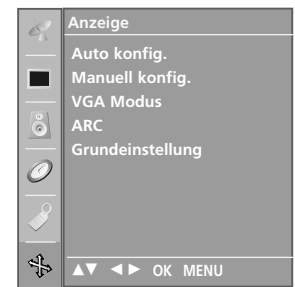 Anzeige
Auto konfig.
Manuell konfig.
VGA Modus
ARC
Grundeinstellung
▲▼ ◄► OK MENU